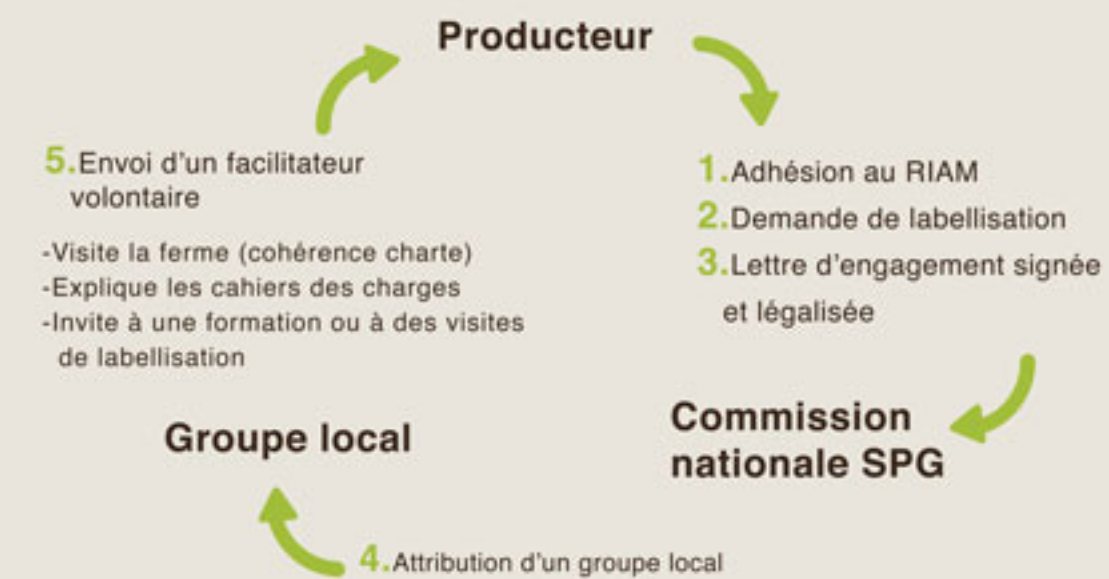 Producteur
1.Adhésion au RIAM
2.Demande de labellisation
3.Lettre d'engagement signée
et légalisée
Commission
nationale SPG
4.Attribution d'un groupe local
Groupe local
5.Envoi d'un facilitateur
volontaire
-Visite la ferme (cohérence charte)
-Explique les cahiers des charges
-Invite à une formation ou à des visites
de labellisation